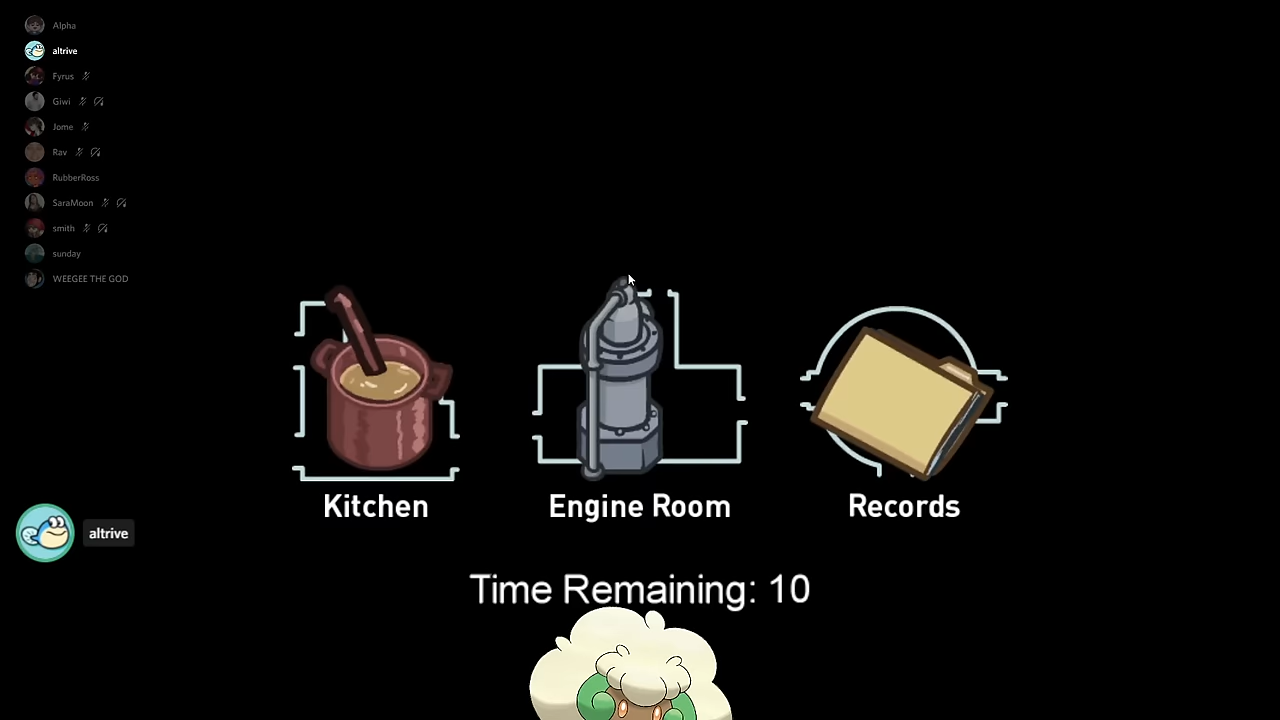 Alpha
altrive
Fyrus
Giwi
Jome
Rav
RubberRoss
SaraMoon
smith
sunday
WEEGEE THE GOD
Kitchen
Engine Room
Records
altrive
Time Remaining: 10